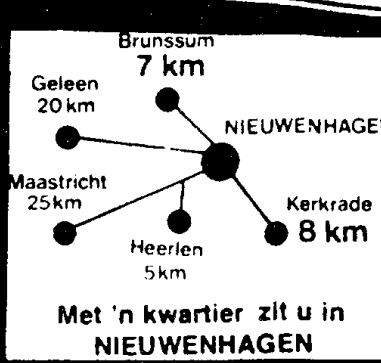 Brunssum
7 km
Geleen
20 km
NIEUWENHAGEN
Maastricht
25km
Kerkrade
8 km
Heerlen
5km
Met 'n kwartier zit u in
NIEUWENHAGEN